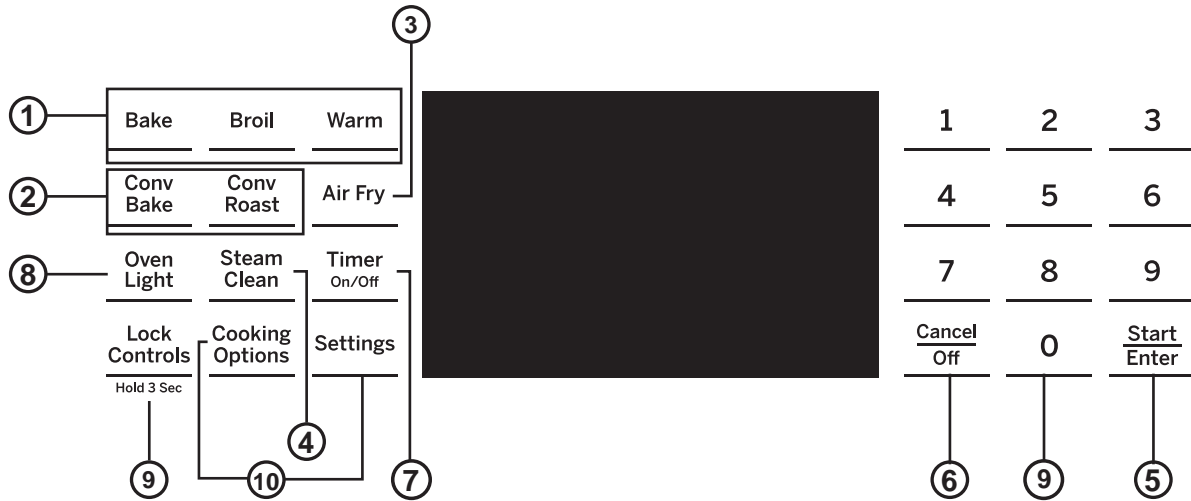 3
1
Bake Broil Warm
1 2 3
2
Conv Bake
Conv Roast
Air Fry
4 5 6
8
Oven Light
Steam Clean
Timer
On/Off
7 8 9
Lock Controls
Hold 3 Sec
Cooking Options
Settings
Cancel
Off
0
Start
Enter
4
9
10
7
6
9
5